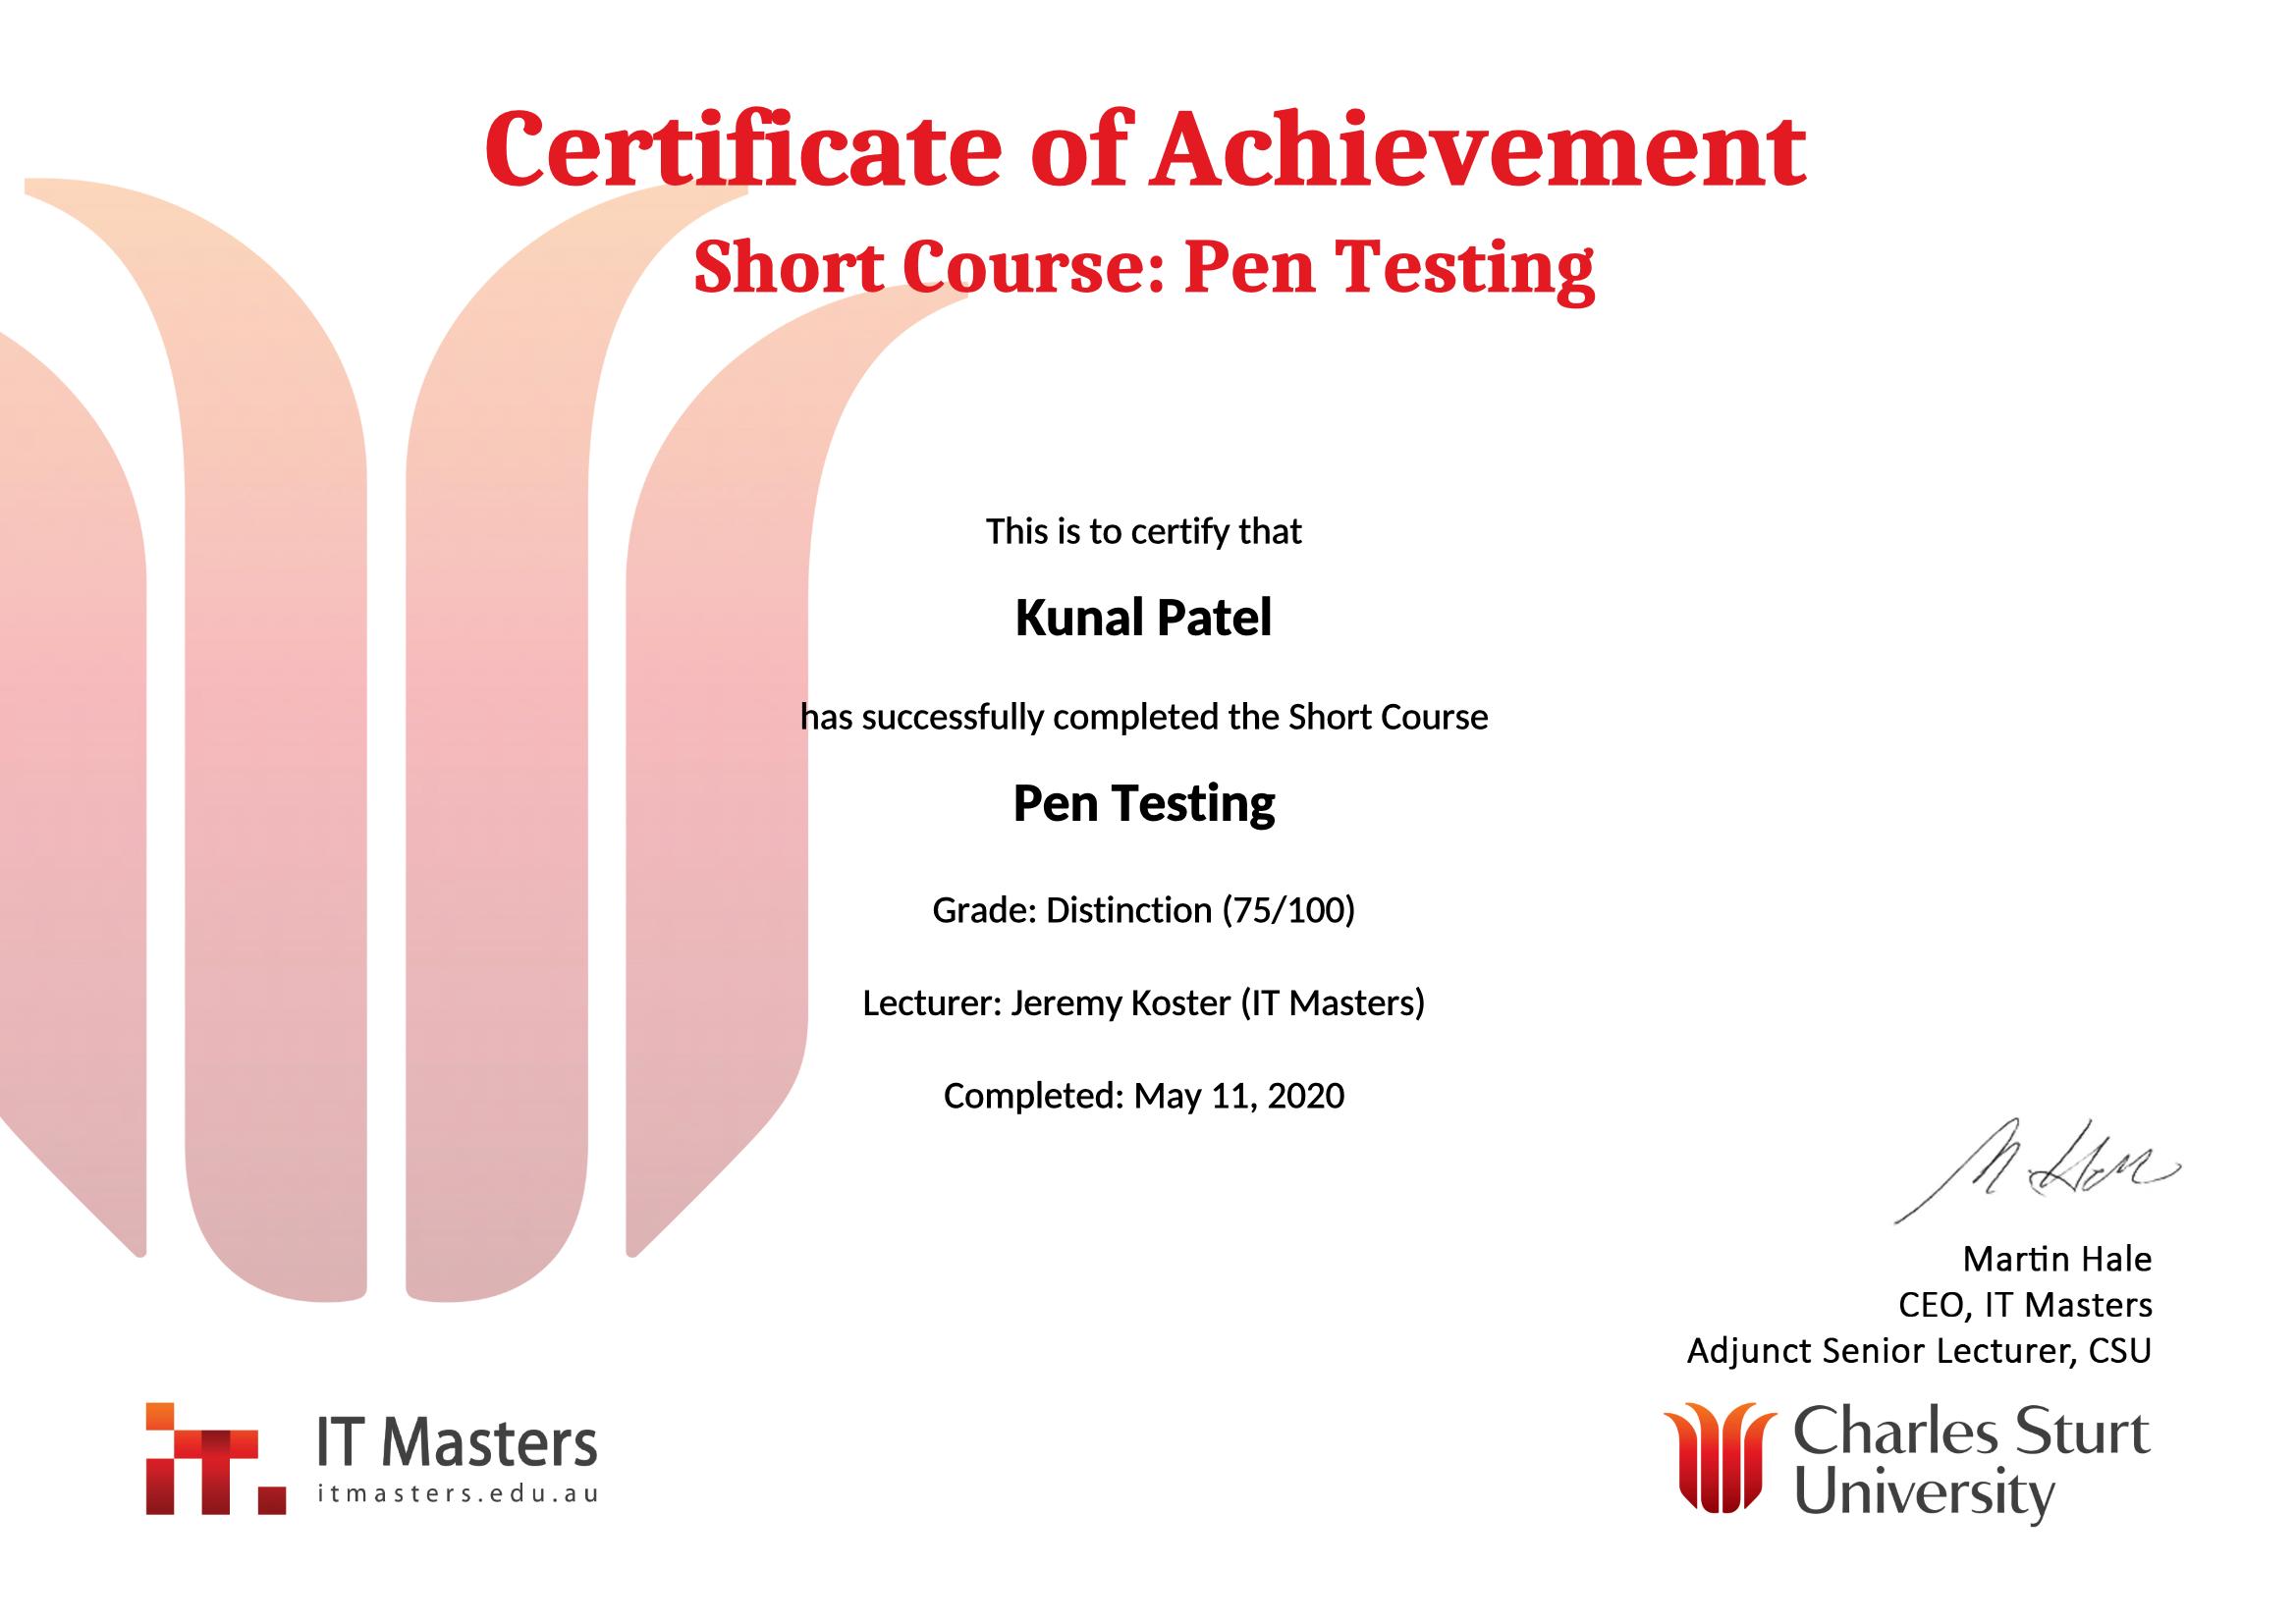 Certificate of Achievement
Short Course: Pen Testing
This is to certify that
Kunal Patel
has successfully completed the Short Course
Pen Testing
Grade: Distinction (75/100)
Lecturer: Jeremy Koster (IT Masters)
Completed: May 11, 2020
Martin Hale
CEO, IT Masters
Adjunct Senior Lecturer, CSU
it.
IT Masters
itmasters.edu.au
Charles Sturt
University